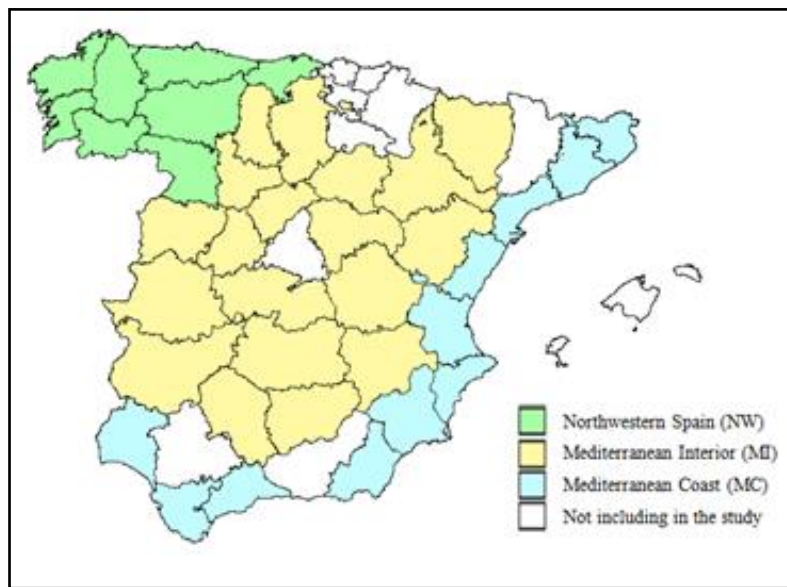 Northwestern Spain (NW)
Mediterranean Interior (MI)
Mediterranean Coast (MC)
Not including in the study